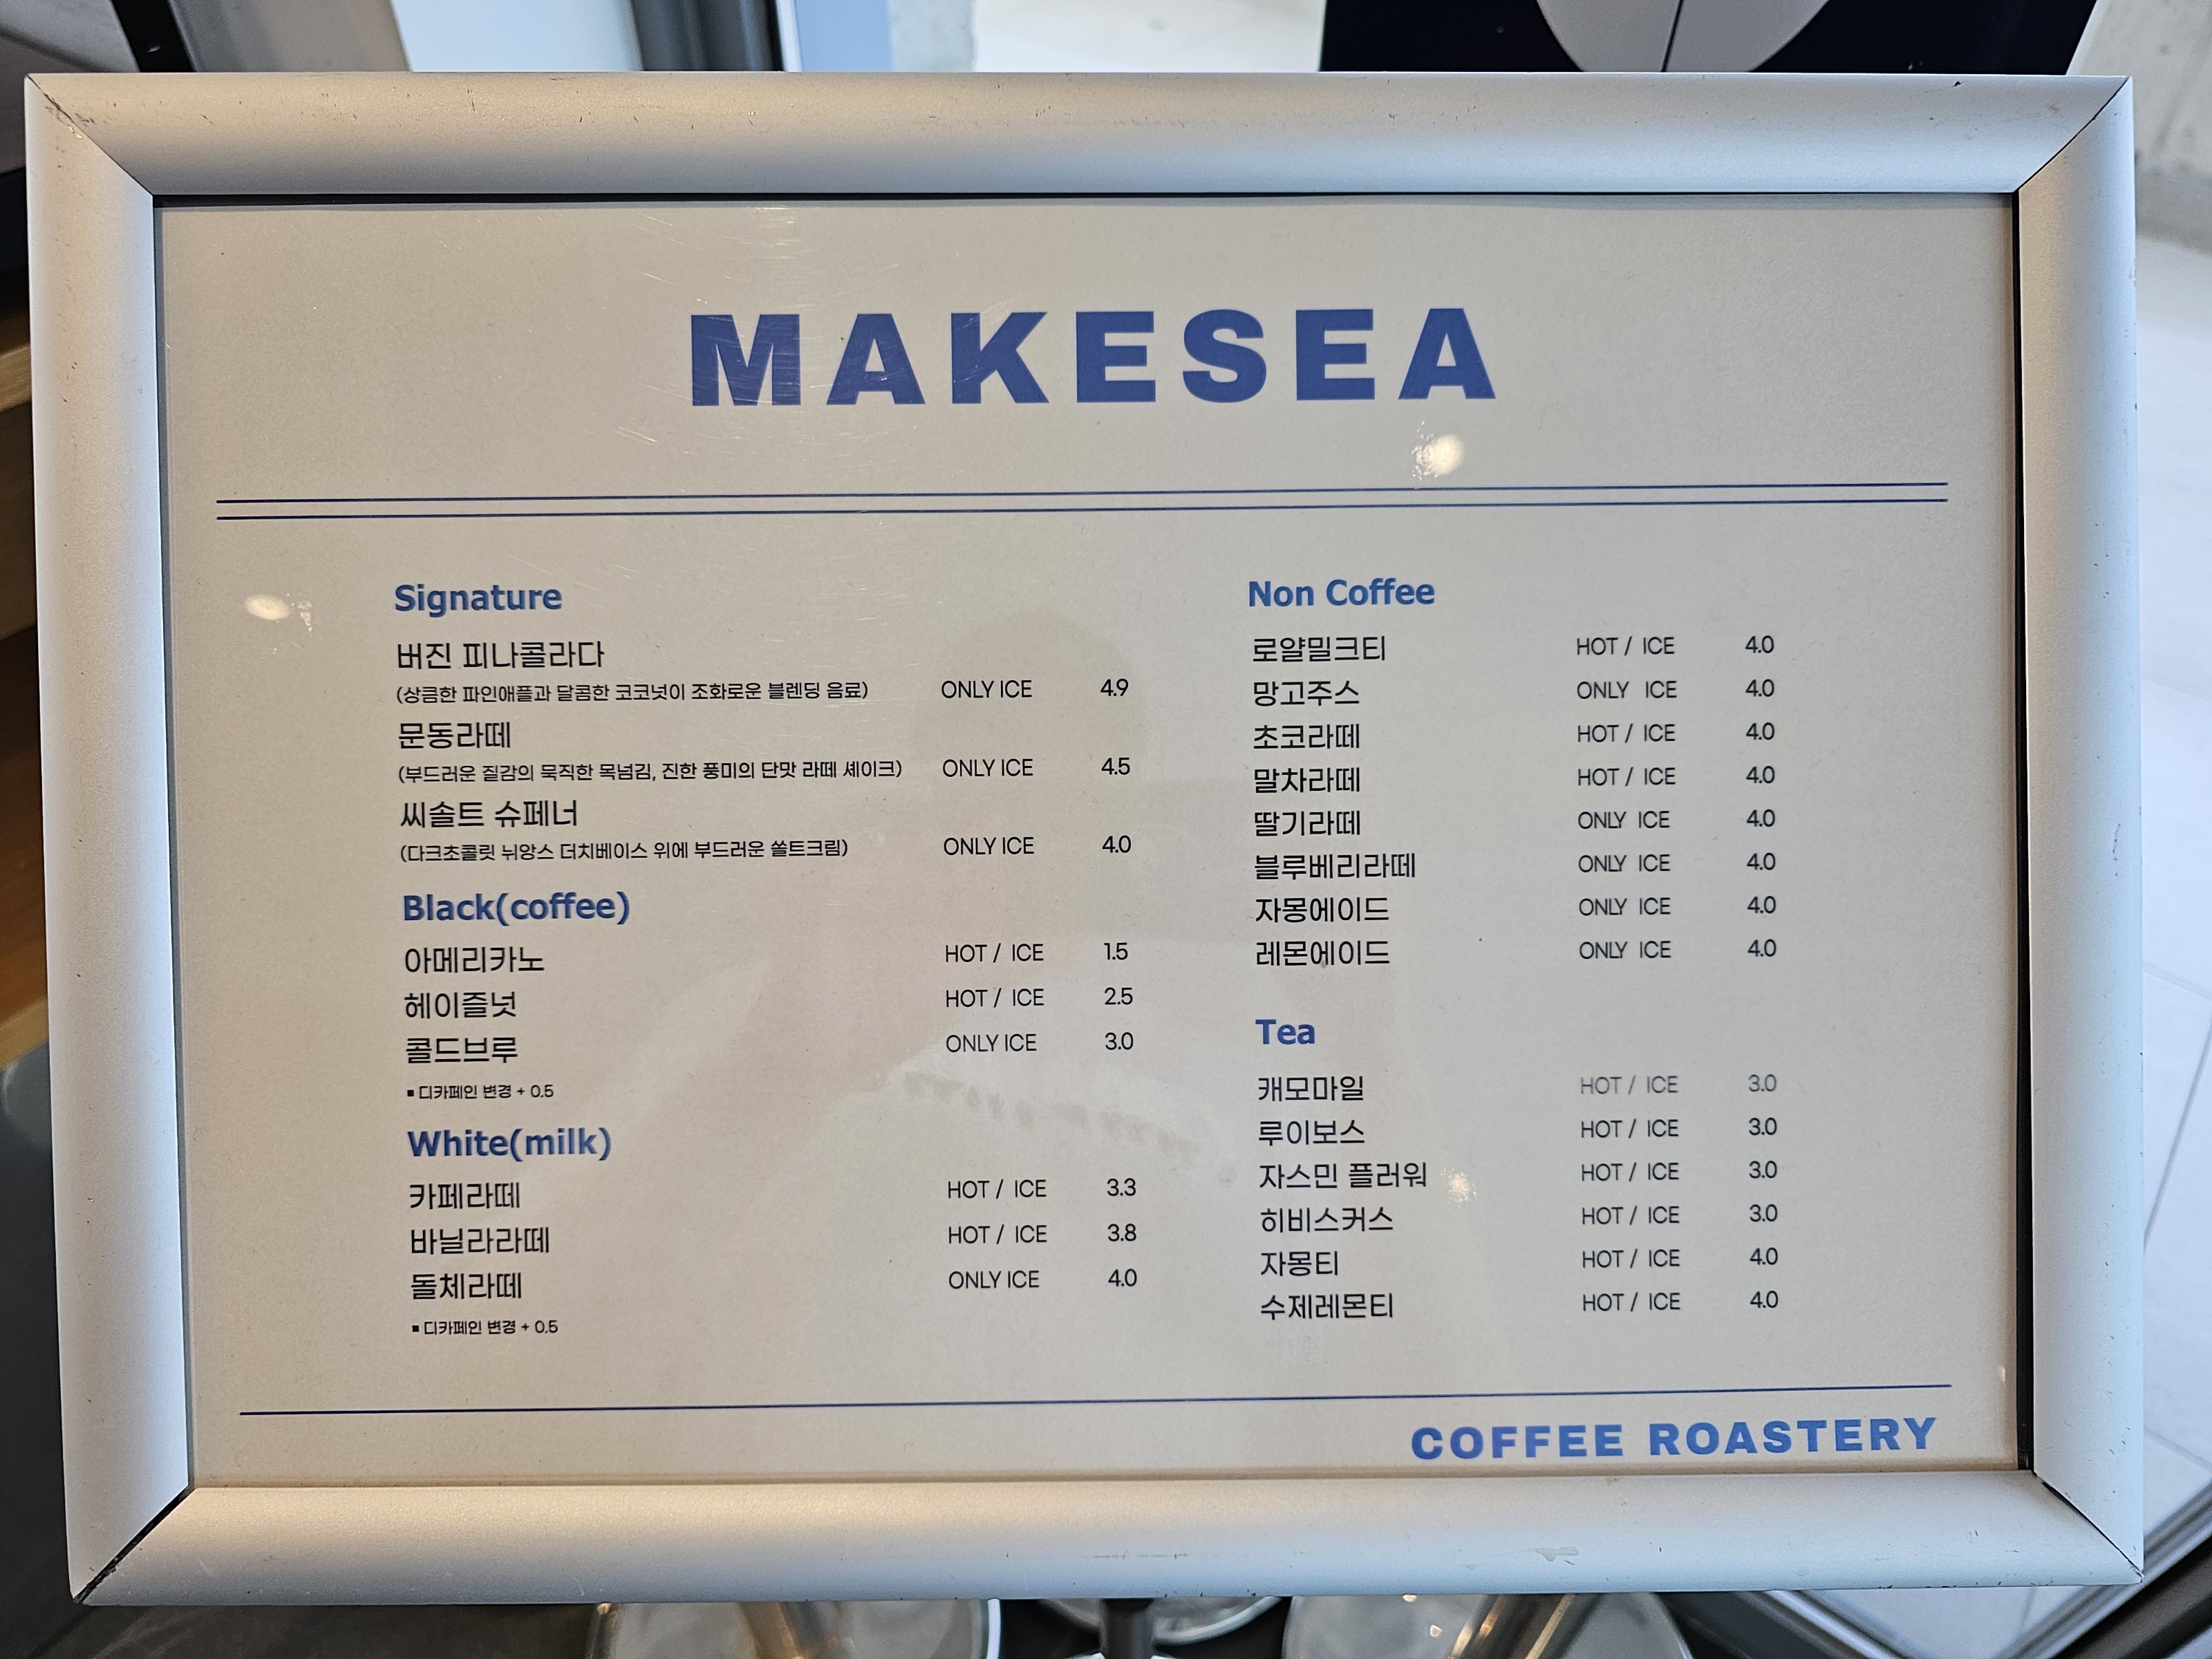 MAKESEA
Signature
버진 피나콜라다
(상큼한 파인애플과 달콤한 코코넛이 조화로운 블렌딩 음료) ONLY ICE 4.9
문동라떼
(부드러운 질감의 묵직한 목넘김, 진한 풍미의 단맛 라떼 셰이크) ONLY ICE 4.5
씨솔트 슈페너
(다크초콜릿 뉘앙스 더치베이스 위에 부드러운 쏠트크림) ONLY ICE 4.0
Black(coffee)
아메리카노 HOT / ICE 1.5
헤이즐넛 HOT / ICE 2.5
콜드브루 ONLY ICE 3.0
▪ 디카페인 변경 + 0.5
White(milk)
카페라떼 HOT / ICE 3.3
바닐라라떼 HOT / ICE 3.8
돌체라떼 ONLY ICE 4.0
▪ 디카페인 변경 + 0.5
Non Coffee
로얄밀크티 HOT / ICE 4.0
망고주스 ONLY ICE 4.0
초코라떼 HOT / ICE 4.0
말차라떼 HOT / ICE 4.0
딸기라떼 ONLY ICE 4.0
블루베리라떼 ONLY ICE 4.0
자몽에이드 ONLY ICE 4.0
레몬에이드 ONLY ICE 4.0
Tea
캐모마일 HOT / ICE 3.0
루이보스 HOT / ICE 3.0
자스민 플러워 HOT / ICE 3.0
히비스커스 HOT / ICE 3.0
자몽티 HOT / ICE 4.0
수제레몬티 HOT / ICE 4.0
COFFEE ROASTERY